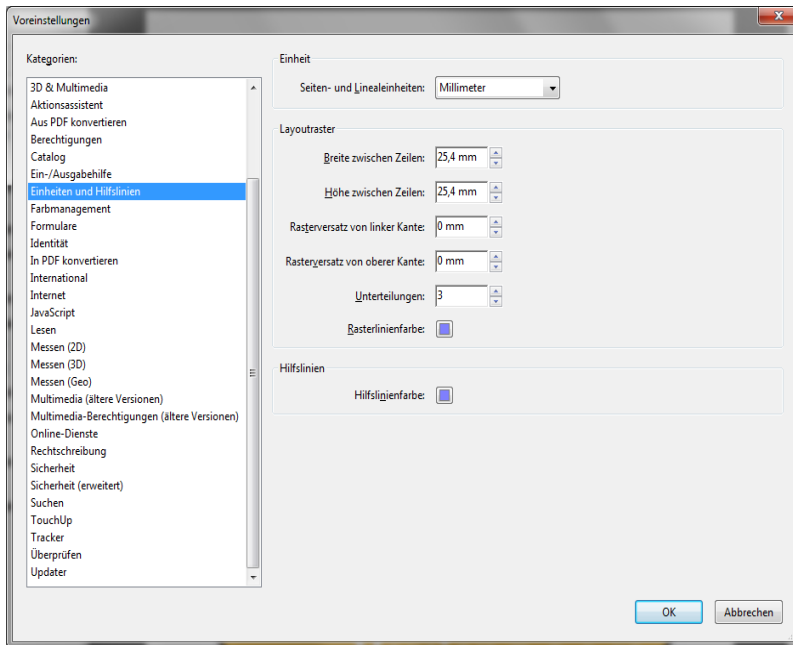 Voreinstellungen
Kategorien:
3D & Multimedia
Aktionsassistent
Aus PDF konvertieren
Berechtigungen
Catalog
Ein-/Ausgabehilfe
Einheiten und Hilfslinien
Farbmanagement
Formulare
Identität
In PDF konvertieren
International
Internet
JavaScript
Lesen
Messen (2D)
Messen (3D)
Messen (Geo)
Multimedia (ältere Versionen)
Multimedia-Berechtigungen (ältere Versionen)
Online-Dienste
Rechtschreibung
Sicherheit
Sicherheit (erweitert)
Suchen
TouchUp
Tracker
Überprüfen
Updater
Einheit
Seiten- und Linealeinheiten: Millimeter
Layoutraster
Breite zwischen Zeilen: 25,4 mm
Höhe zwischen Zeilen: 25,4 mm
Rasterversatz von linker Kante: 0 mm
Rasterversatz von oberer Kante: 0 mm
Unterteilungen: 3
Rasterlinienfarbe:
Hilfslinien
Hilfslinienfarbe:
OK Abbrechen